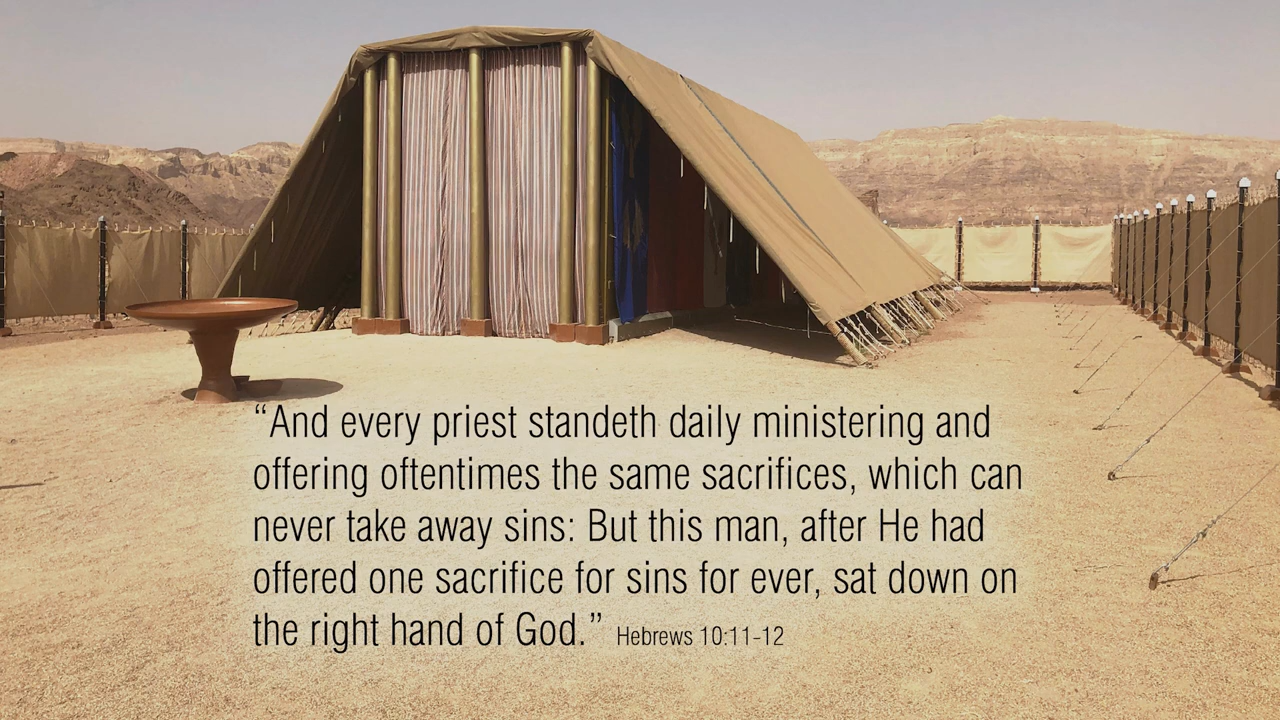 “And every priest standeth daily ministering and
offering oftentimes the same sacrifices, which can
never take away sins: But this man, after He had
offered one sacrifice for sins for ever, sat down on
the right hand of God.” Hebrews 10:11-12